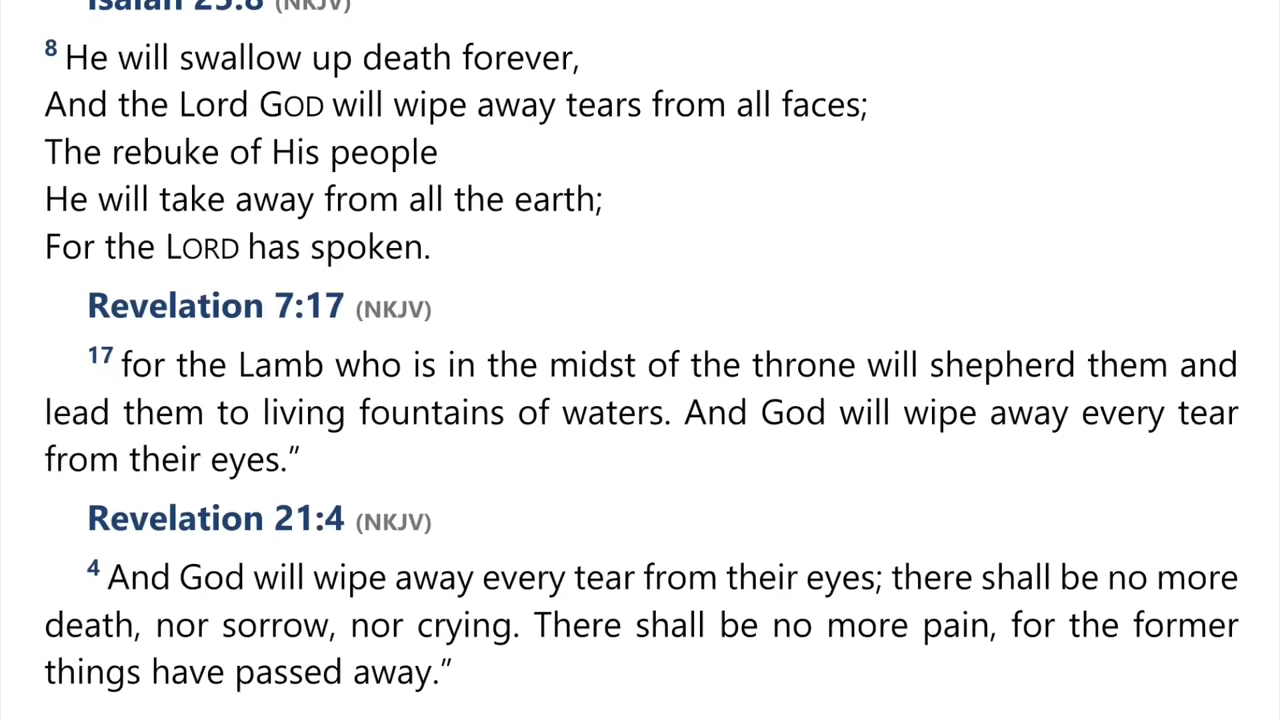 Isaiah 25:8 (NKJV)
8 He will swallow up death forever,
And the Lord GOD will wipe away tears from all faces;
The rebuke of His people
He will take away from all the earth;
For the LORD has spoken.
Revelation 7:17 (NKJV)
17 for the Lamb who is in the midst of the throne will shepherd them and
lead them to living fountains of waters. And God will wipe away every tear
from their eyes.”
Revelation 21:4 (NKJV)
4 And God will wipe away every tear from their eyes; there shall be no more
death, nor sorrow, nor crying. There shall be no more pain, for the former
things have passed away.”